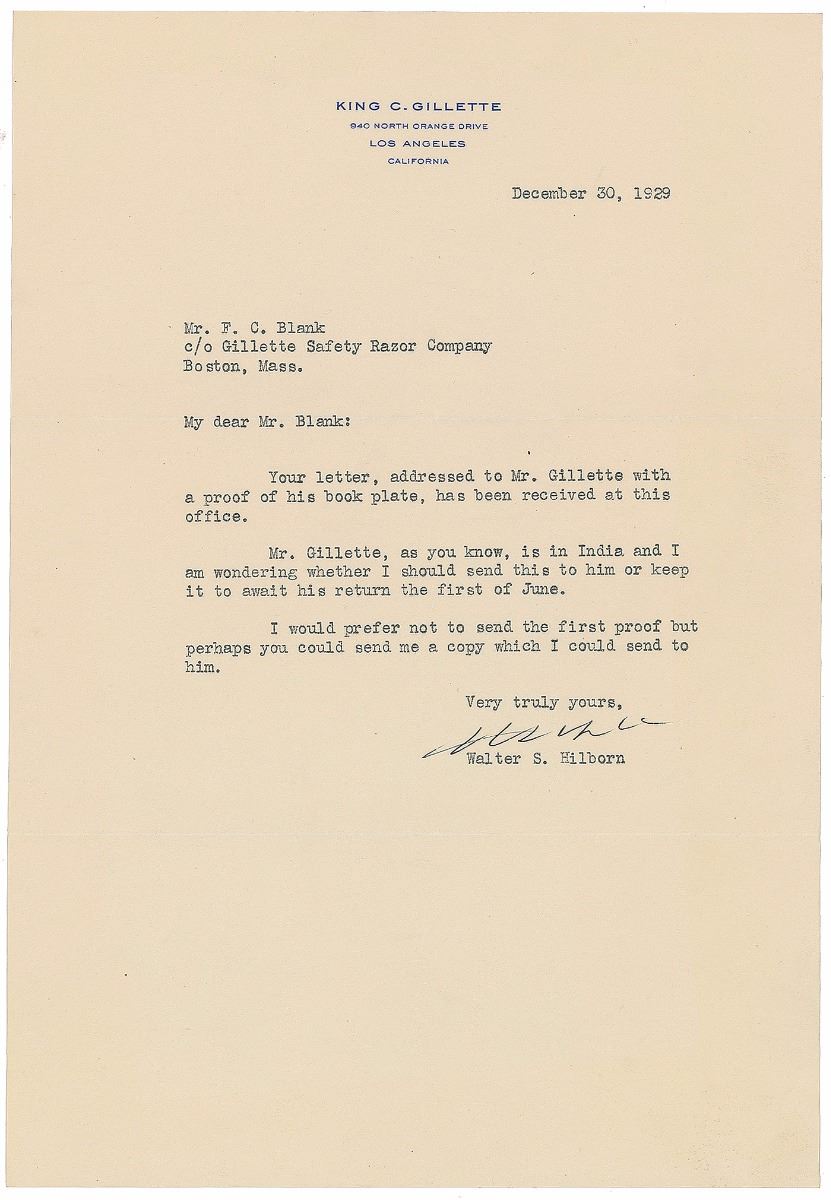 KING C. GILLETTE
940 NORTH ORANGE DRIVE
LOS ANGELES
CALIFORNIA
December 30, 1929
Mr. F. C. Blank
c/o Gillette Safety Razor Company
Boston, Mass.
My dear Mr. Blank:
Your letter, addressed to Mr. Gillette with
a proof of his book plate, has been received at this
office.
Mr. Gillette, as you know, is in India and I
am wondering whether I should send this to him or keep
it to await his return the first of June.
I would prefer not to send the first proof but
perhaps you could send me a copy which I could send to
him.
Very truly yours,
Walter S. Hilborn